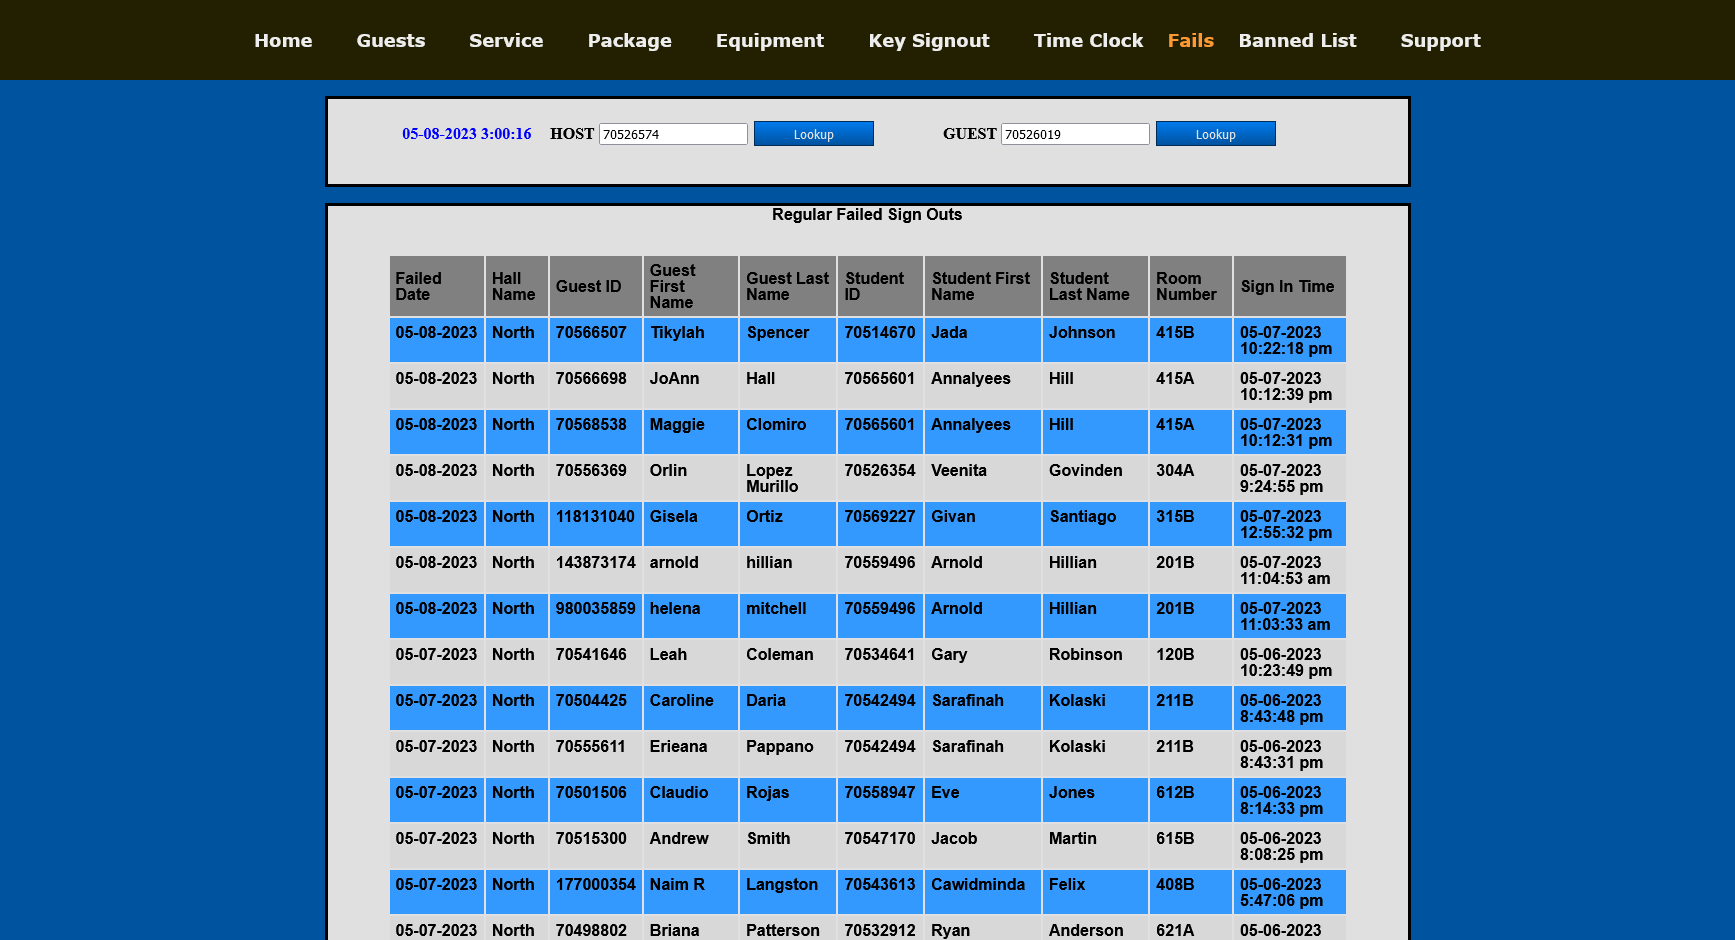 Home Guests Service Package Equipment Key Signout Time Clock Fails Banned List Support
05-08-2023 3:00:16 HOST 70526574 Lookup GUEST 70526019 Lookup
Regular Failed Sign Outs
Failed Date Hall Name Guest ID Guest First Name Guest Last Name Student ID Student First Name Student Last Name Room Number Sign In Time
05-08-2023 North 70566507 Tikylah Spencer 70514670 Jada Johnson 415B 05-07-2023 10:22:18 pm
05-08-2023 North 70566698 JoAnn Hall 70565601 Annalyees Hill 415A 05-07-2023 10:12:39 pm
05-08-2023 North 70568538 Maggie Clomiro 70565601 Annalyees Hill 415A 05-07-2023 10:12:31 pm
05-08-2023 North 70556369 Orlin Lopez Murillo 70526354 Veenita Govinden 304A 05-07-2023 9:24:55 pm
05-08-2023 North 118131040 Gisela Ortiz 70569227 Givan Santiago 315B 05-07-2023 12:55:32 pm
05-08-2023 North 143873174 arnold hillian 70559496 Arnold Hillian 201B 05-07-2023 11:04:53 am
05-08-2023 North 980035859 helena mitchell 70559496 Arnold Hillian 201B 05-07-2023 11:03:33 am
05-07-2023 North 70541646 Leah Coleman 70534641 Gary Robinson 120B 05-06-2023 10:23:49 pm
05-07-2023 North 70504425 Caroline Daria 70542494 Sarafinah Kolaski 211B 05-06-2023 8:43:48 pm
05-07-2023 North 70555611 Erieana Pappano 70542494 Sarafinah Kolaski 211B 05-06-2023 8:43:31 pm
05-07-2023 North 70501506 Claudio Rojas 70558947 Eve Jones 612B 05-06-2023 8:14:33 pm
05-07-2023 North 70515300 Andrew Smith 70547170 Jacob Martin 615B 05-06-2023 8:08:25 pm
05-07-2023 North 177000354 Naim R Langston 70543613 Cawidminda Felix 408B 05-06-2023 5:47:06 pm
05-07-2023 North 70498802 Briana Patterson 70532912 Ryan Anderson 621A 05-06-2023